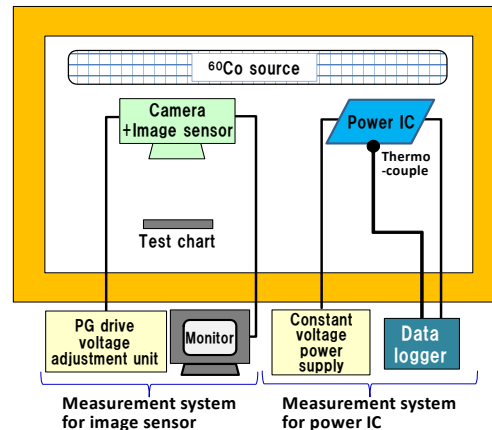 ⁶⁰Co source
Camera
+Image sensor
Power IC
Thermo
-couple
Test chart
PG drive
voltage
adjustment unit
Monitor
Constant
voltage
power
supply
Data
logger
Measurement system
for image sensor
Measurement system
for power IC